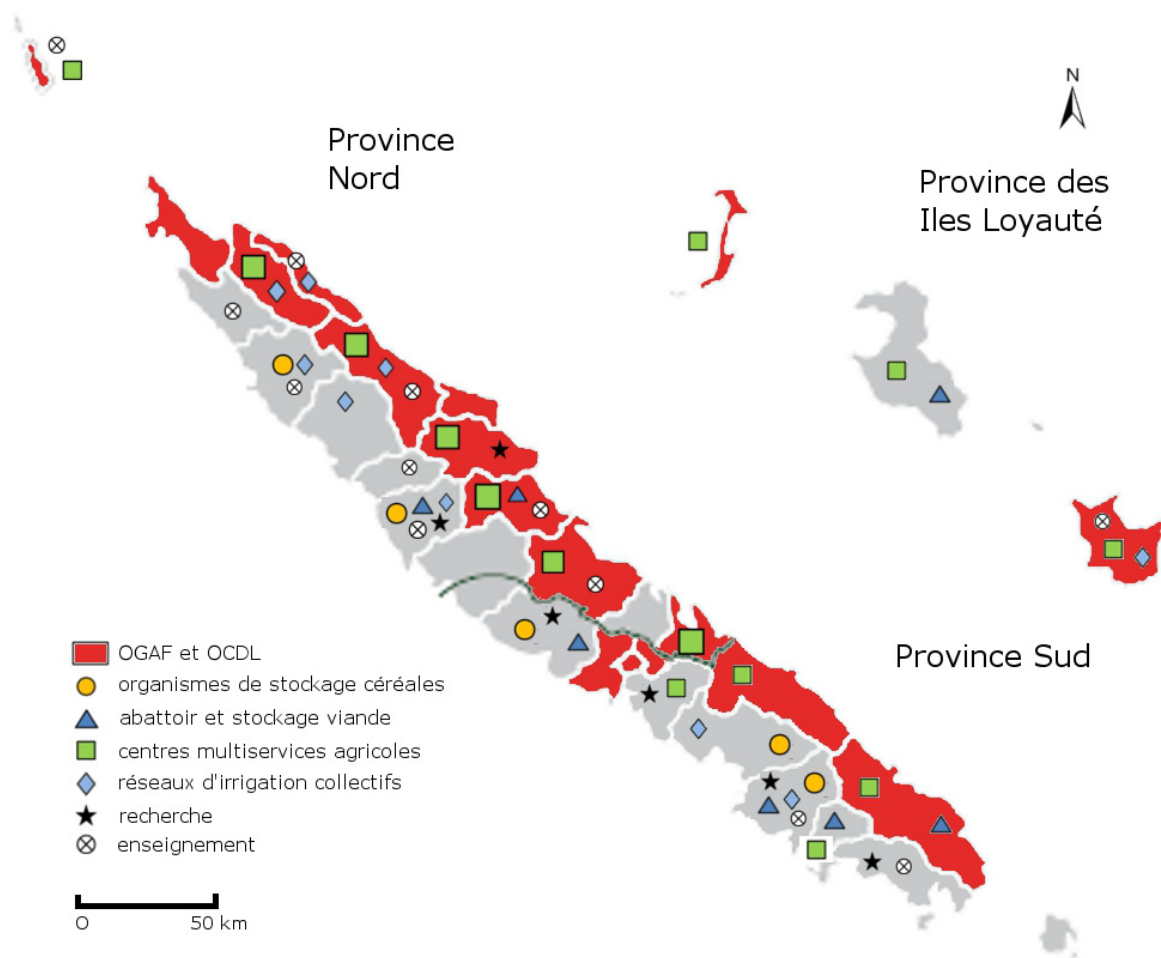 N
Province
Nord
Province des
Iles Loyauté
Province Sud
OGAF et OCDL
organismes de stockage céréales
abattoir et stockage viande
centres multiservices agricoles
réseaux d'irrigation collectifs
recherche
enseignement
O 50 km